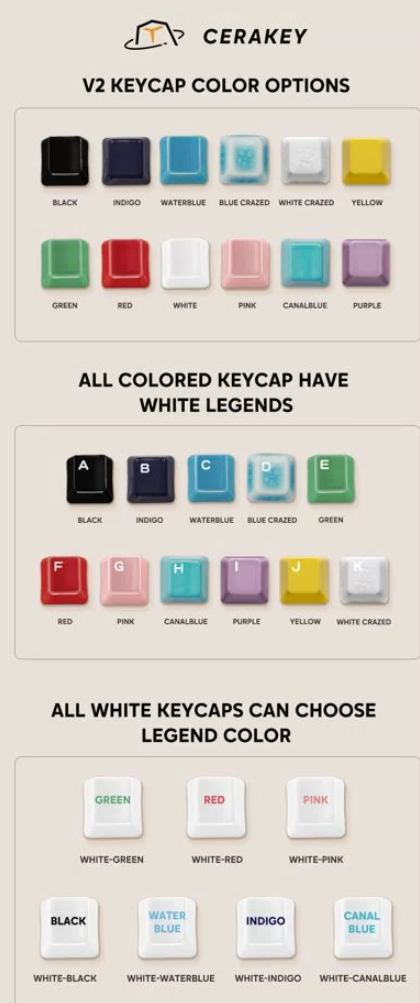 CERAKEY
V2 KEYCAP COLOR OPTIONS
BLACK INDIGO WATERBLUE BLUE CRAZED WHITE CRAZED YELLOW
GREEN RED WHITE PINK CANALBLUE PURPLE
ALL COLORED KEYCAP HAVE
WHITE LEGENDS
A B C D E
BLACK INDIGO WATERBLUE BLUE CRAZED GREEN
F G H I J K
RED PINK CANALBLUE PURPLE YELLOW WHITE CRAZED
ALL WHITE KEYCAPS CAN CHOOSE
LEGEND COLOR
GREEN RED PINK
WHITE-GREEN WHITE-RED WHITE-PINK
BLACK WATER BLUE INDIGO CANAL BLUE
WHITE-BLACK WHITE-WATERBLUE WHITE-INDIGO WHITE-CANALBLUE